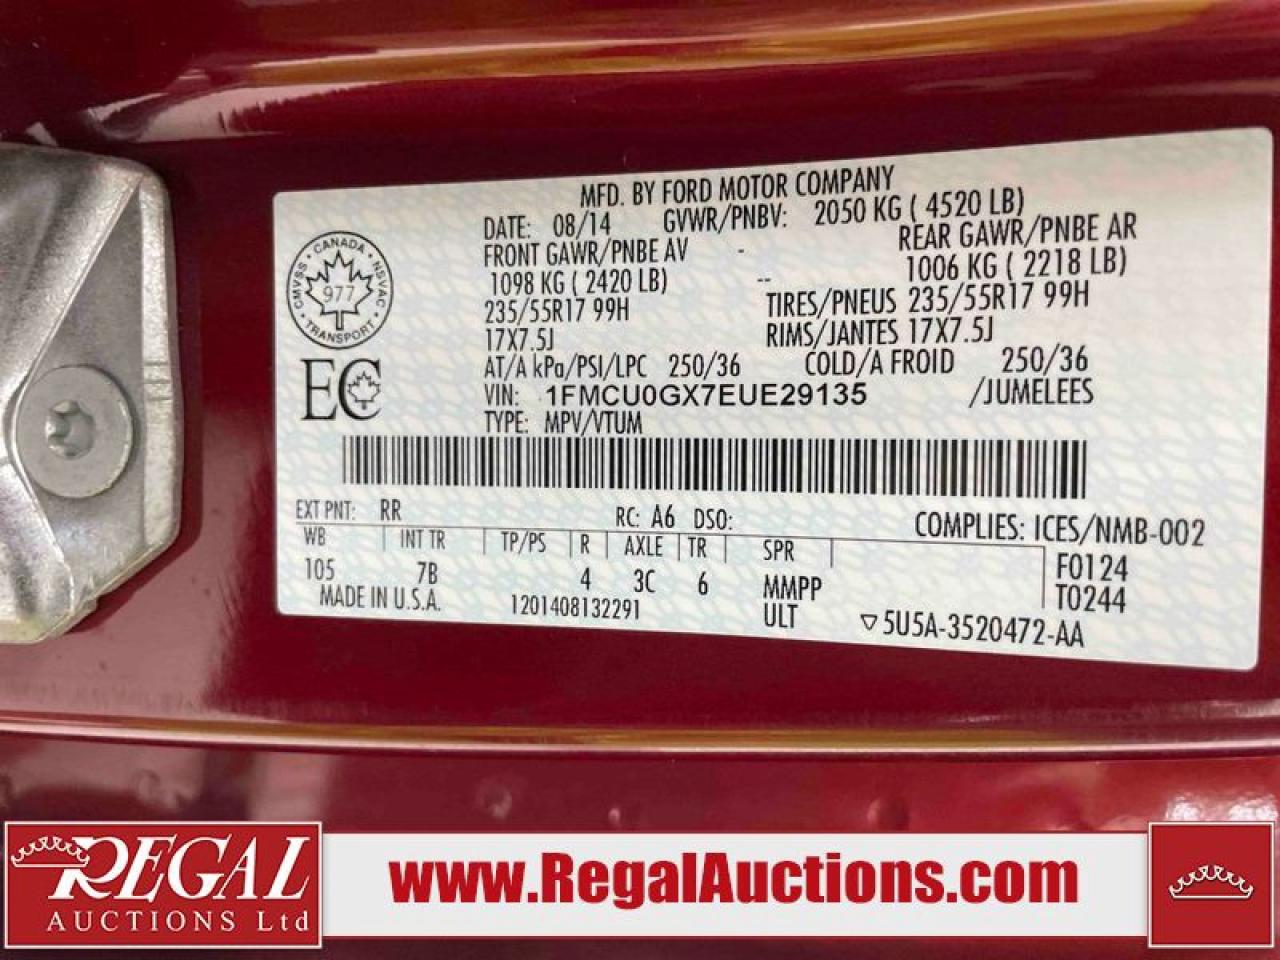 MFD. BY FORD MOTOR COMPANY
DATE: 08/14 GVWR/PNBV: 2050 KG ( 4520 LB)
FRONT GAWR/PNBE AV - REAR GAWR/PNBE AR
1098 KG ( 2420 LB) -- 1006 KG ( 2218 LB)
235/55R17 99H TIRES/PNEUS 235/55R17 99H
17X7.5J RIMS/JANTES 17X7.5J
AT/A kPa/PSI/LPC 250/36 COLD/A FROID 250/36
VIN: 1FMCU0GX7EUE29135 /JUMELEES
TYPE: MPV/VTUM
CANADA
CMVSS · NSVAC
977
TRANSPORT
EC
EXT PNT: RR RC: A6 DSO: COMPLIES: ICES/NMB-002
WB INT TR TP/PS R AXLE TR SPR F0124
105 7B 4 3C 6 MMPP T0244
MADE IN U.S.A. 1201408132291 ULT ▽5U5A-3520472-AA
REGAL
AUCTIONS Ltd
www.RegalAuctions.com